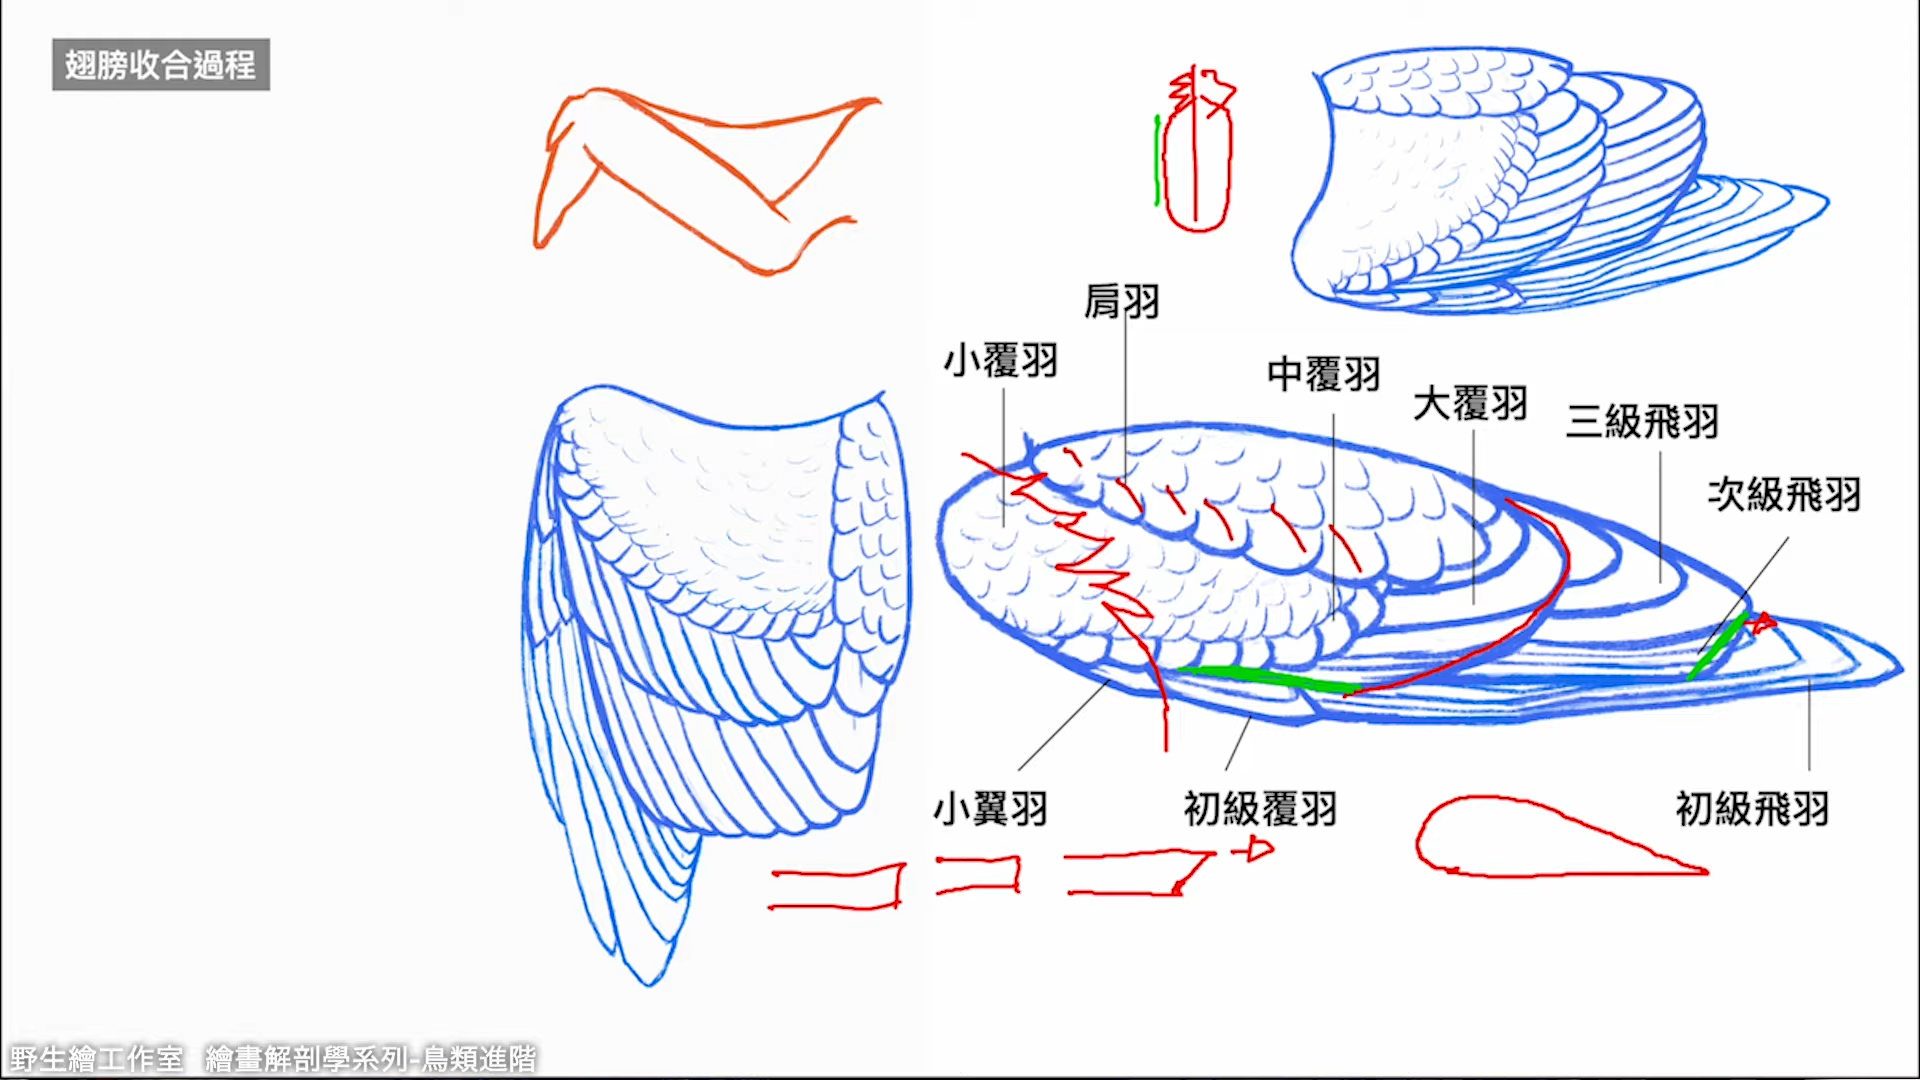 翅膀收合過程
肩羽
小覆羽
中覆羽
大覆羽
三級飛羽
次級飛羽
小翼羽
初級覆羽
初級飛羽
野生繪工作室 繪畫解剖學系列-鳥類進階